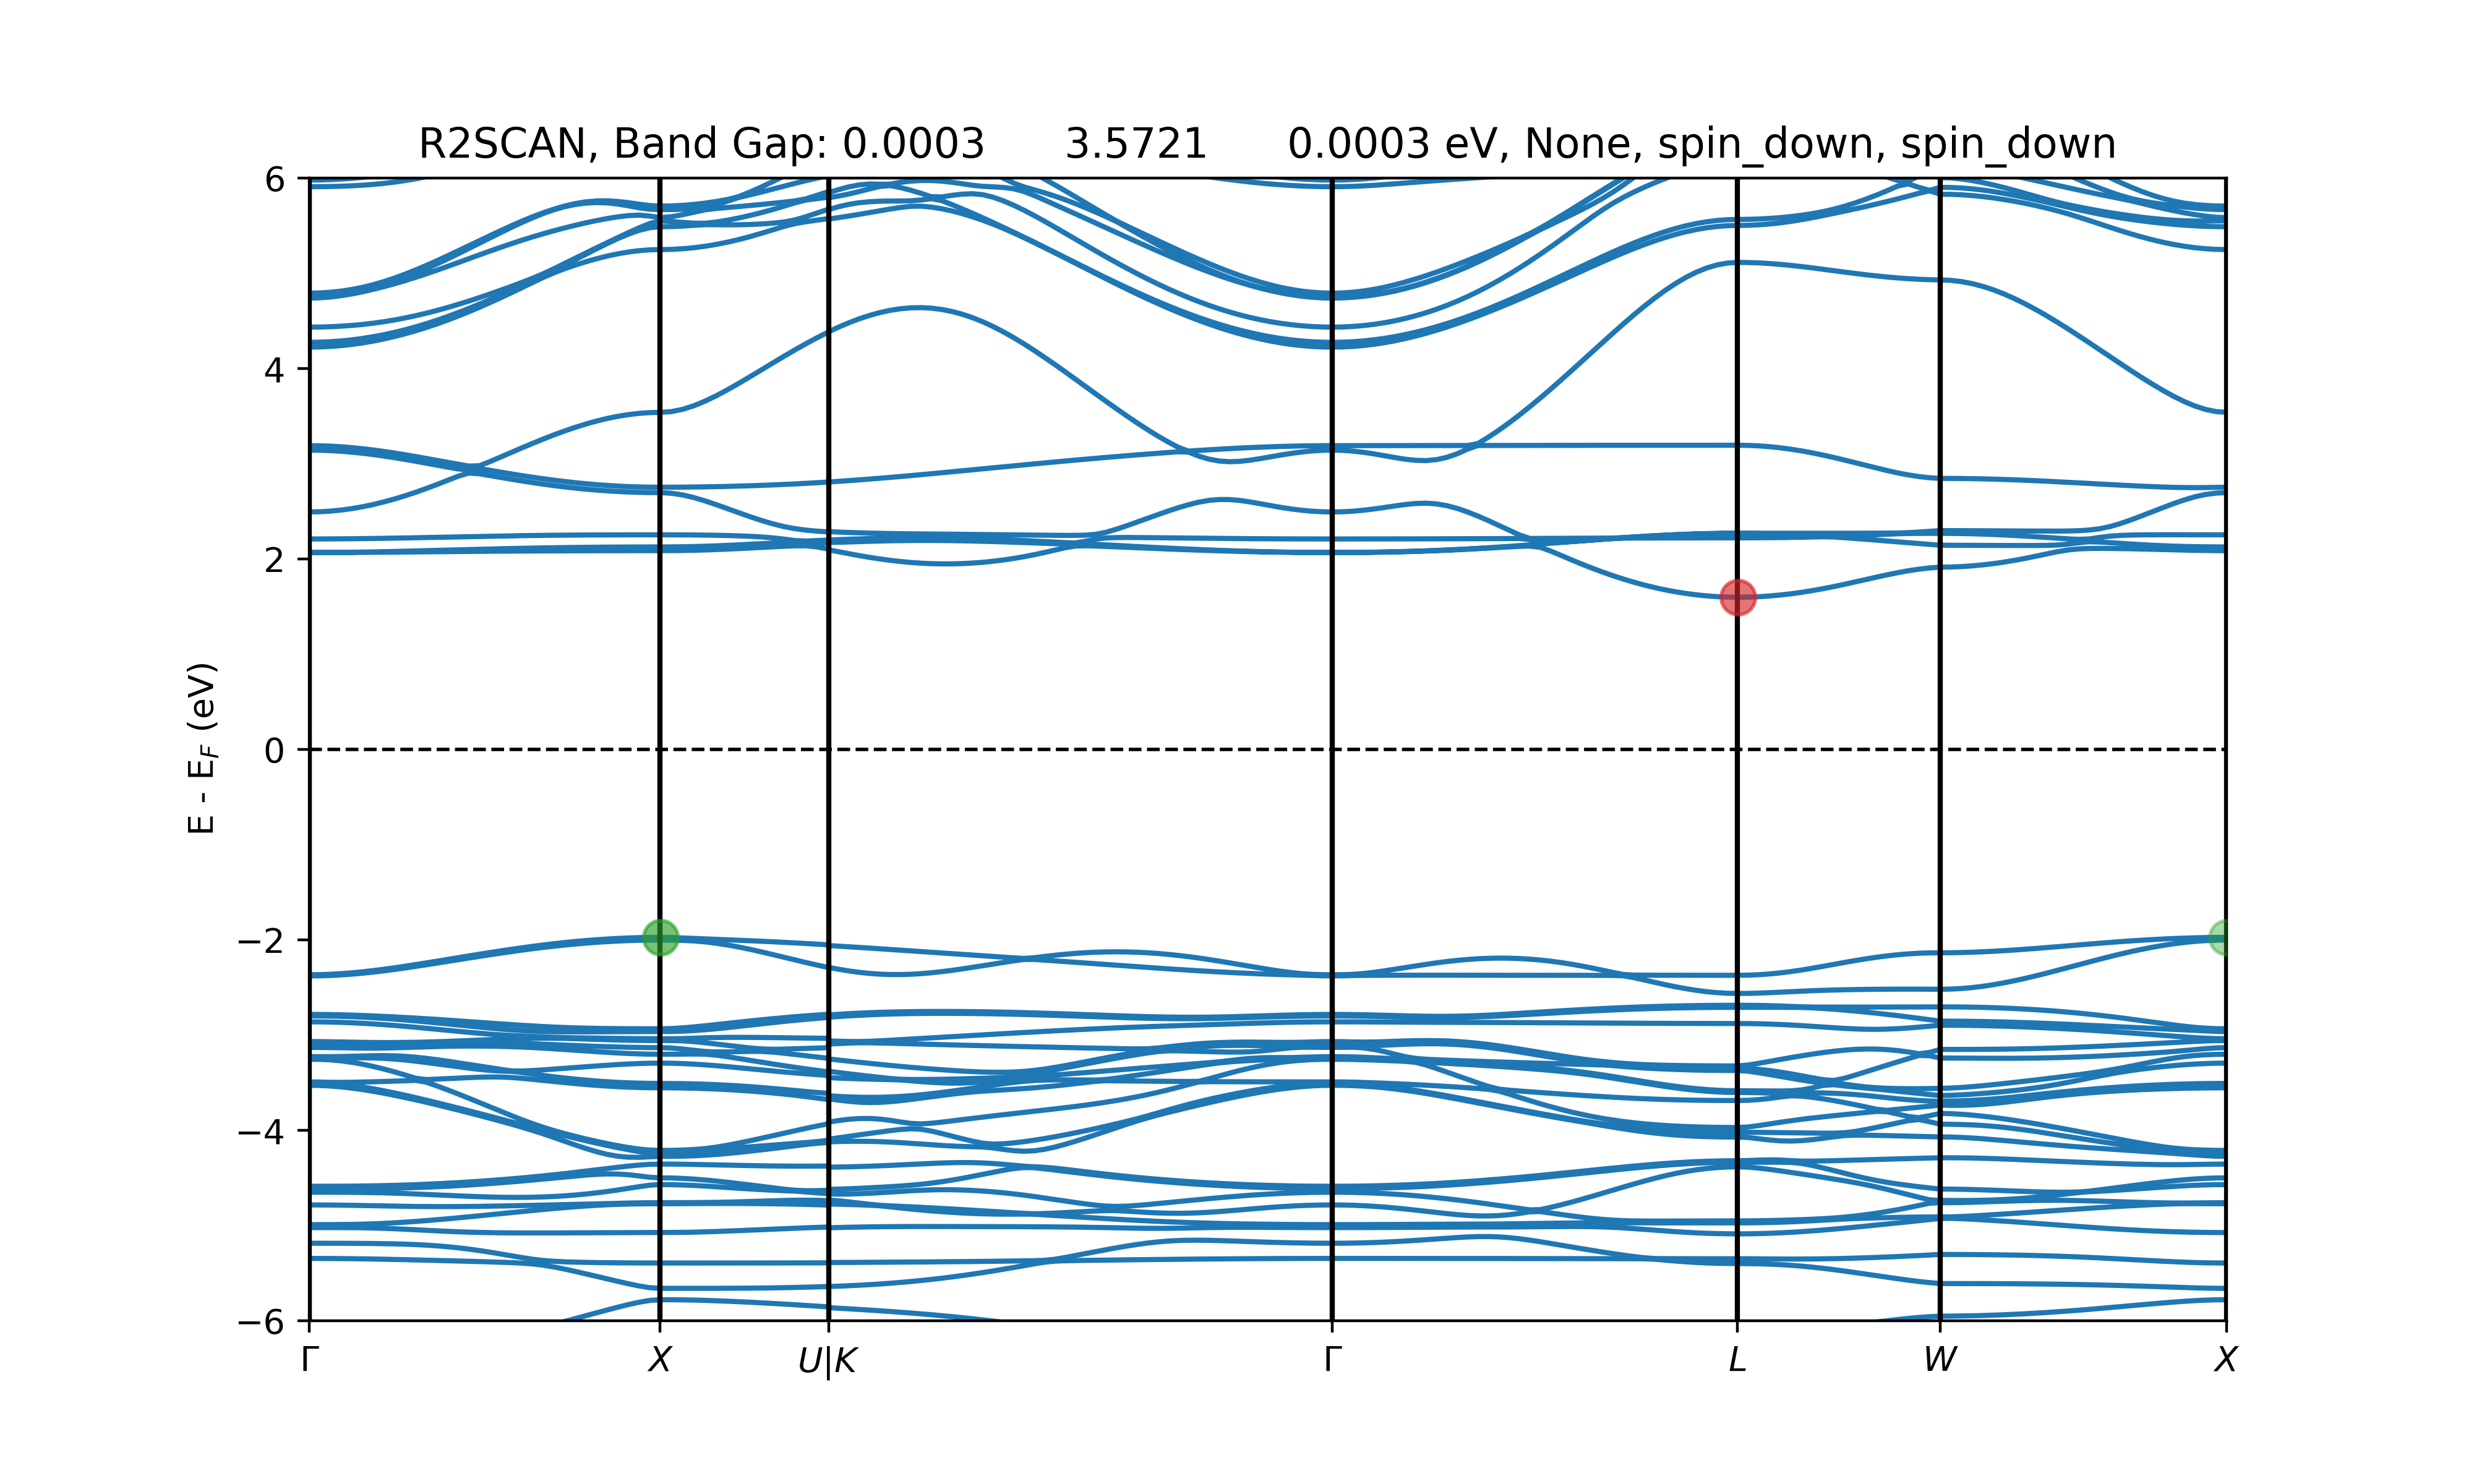 R2SCAN, Band Gap: 0.0003 3.5721 0.0003 eV, None, spin_down, spin_down
E - E_F (eV)
6
4
2
0
−2
−4
−6
Γ X U|K Γ L W X